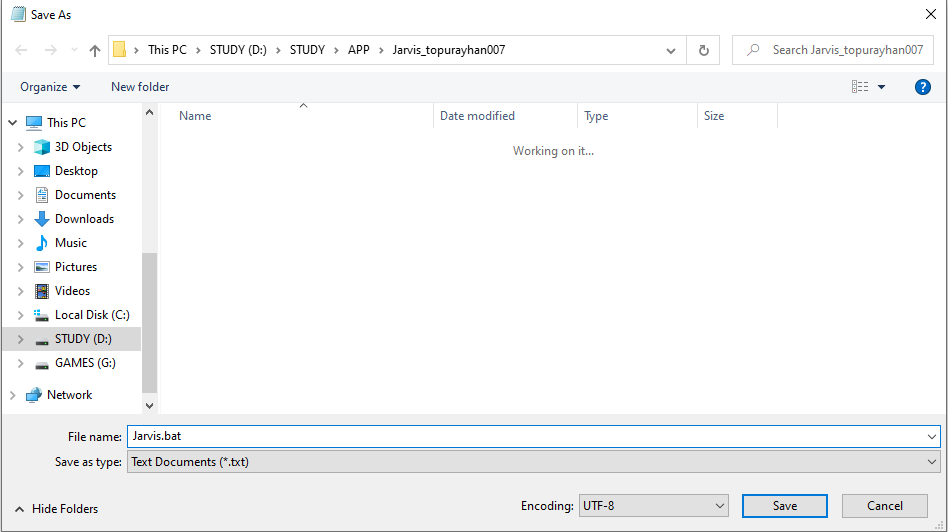 Save As
This PC > STUDY (D:) > STUDY > APP > Jarvis_topurayhan007
Search Jarvis_topurayhan007
Organize
New folder
?
Name
Date modified
Type
Size
Working on it...
This PC
3D Objects
Desktop
Documents
Downloads
Music
Pictures
Videos
Local Disk (C:)
STUDY (D:)
GAMES (G:)
Network
File name: Jarvis.bat
Save as type: Text Documents (*.txt)
Hide Folders
Encoding: UTF-8
Save
Cancel